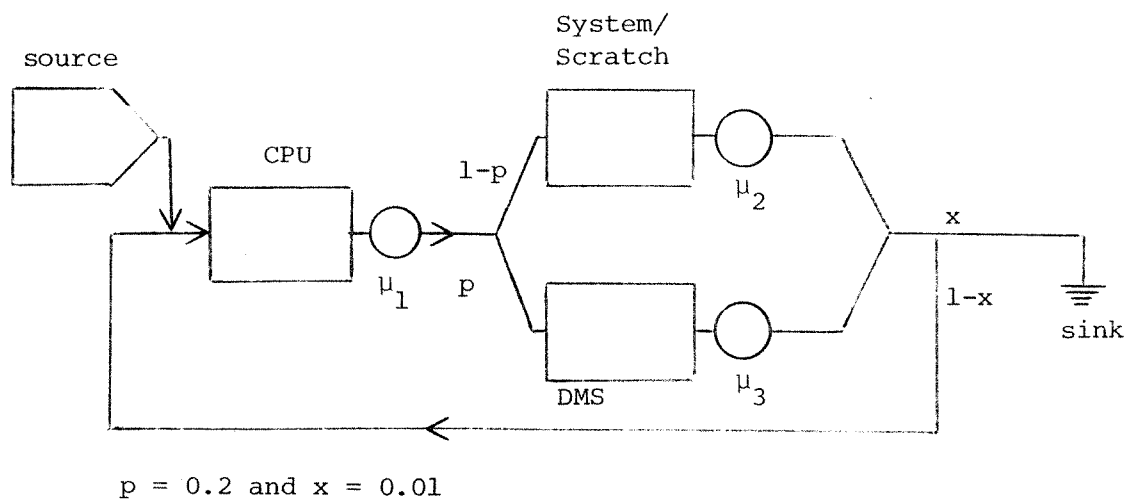 System/
Scratch
source
CPU
1-p
μ2
x
μ1
p
1-x
sink
μ3
DMS
p = 0.2 and x = 0.01